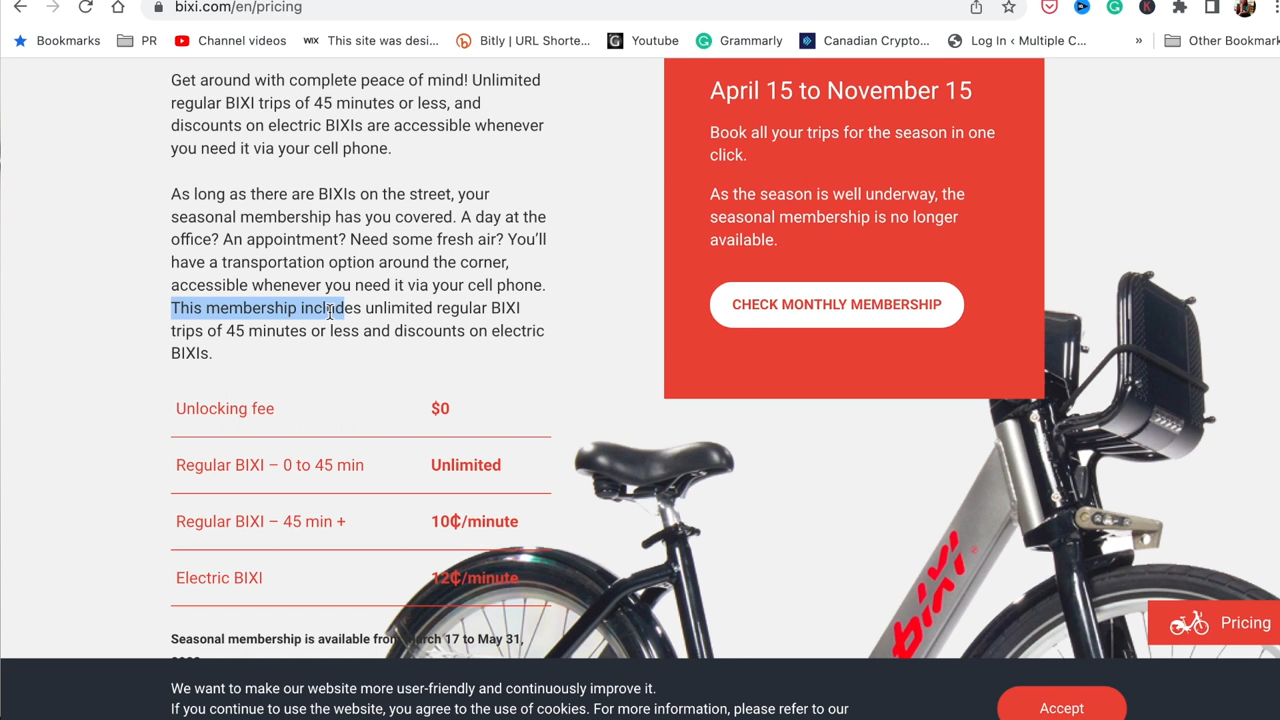 bixi.com/en/pricing
Bookmarks PR Channel videos This site was desi... Bitly | URL Shorte... Youtube Grammarly Canadian Crypto... Log In ‹ Multiple C... » Other Bookmark
Get around with complete peace of mind! Unlimited
regular BIXI trips of 45 minutes or less, and
discounts on electric BIXIs are accessible whenever
you need it via your cell phone.
As long as there are BIXIs on the street, your
seasonal membership has you covered. A day at the
office? An appointment? Need some fresh air? You’ll
have a transportation option around the corner,
accessible whenever you need it via your cell phone.
This membership includes unlimited regular BIXI
trips of 45 minutes or less and discounts on electric
BIXIs.
Unlocking fee $0
Regular BIXI – 0 to 45 min Unlimited
Regular BIXI – 45 min + 10₵/minute
Electric BIXI 12₵/minute
Seasonal membership is available from March 17 to May 31,
April 15 to November 15
Book all your trips for the season in one
click.
As the season is well underway, the
seasonal membership is no longer
available.
CHECK MONTHLY MEMBERSHIP
bixi
Pricing
We want to make our website more user-friendly and continuously improve it.
If you continue to use the website, you agree to the use of cookies. For more information, please refer to our
Accept